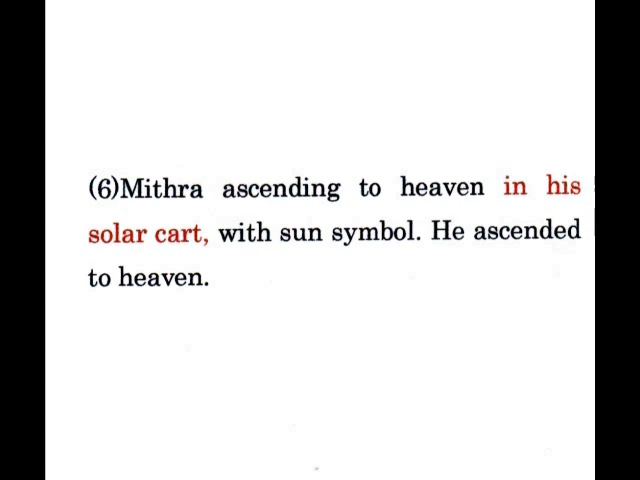 (6)Mithra ascending to heaven in his
solar cart, with sun symbol. He ascended
to heaven.